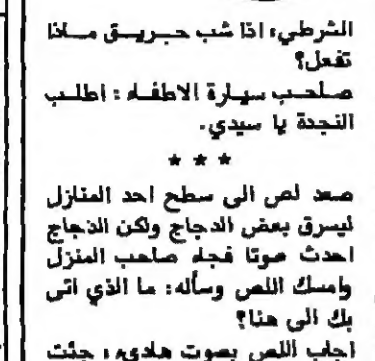 الشرطي: اذا شب حريق ماذا
تفعل؟
صاحب سيارة الاطفاء: اطلب
النجدة يا سيدي.
* * *
صعد لص الى سطح احد المنازل
ليسرق بعض الدجاج ولكن الدجاج
احدث صوتا فجاء صاحب المنزل
وامسك اللص وسأله: ما الذي اتى
بك الى هنا؟
اجاب اللص بصوت هادىء: جئت